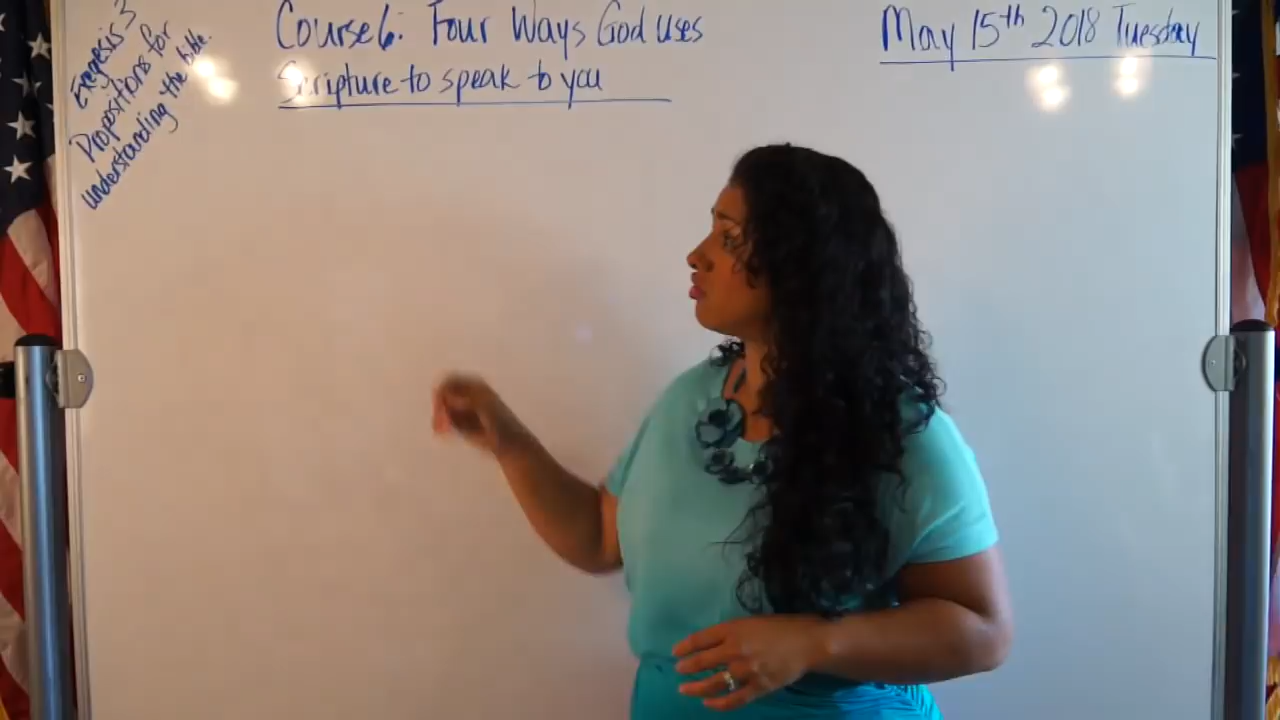 Exegesis 3
Propositions for
understanding the bible.
Course 6: Four Ways God uses
Scripture to speak to you
May 15th 2018 Tuesday